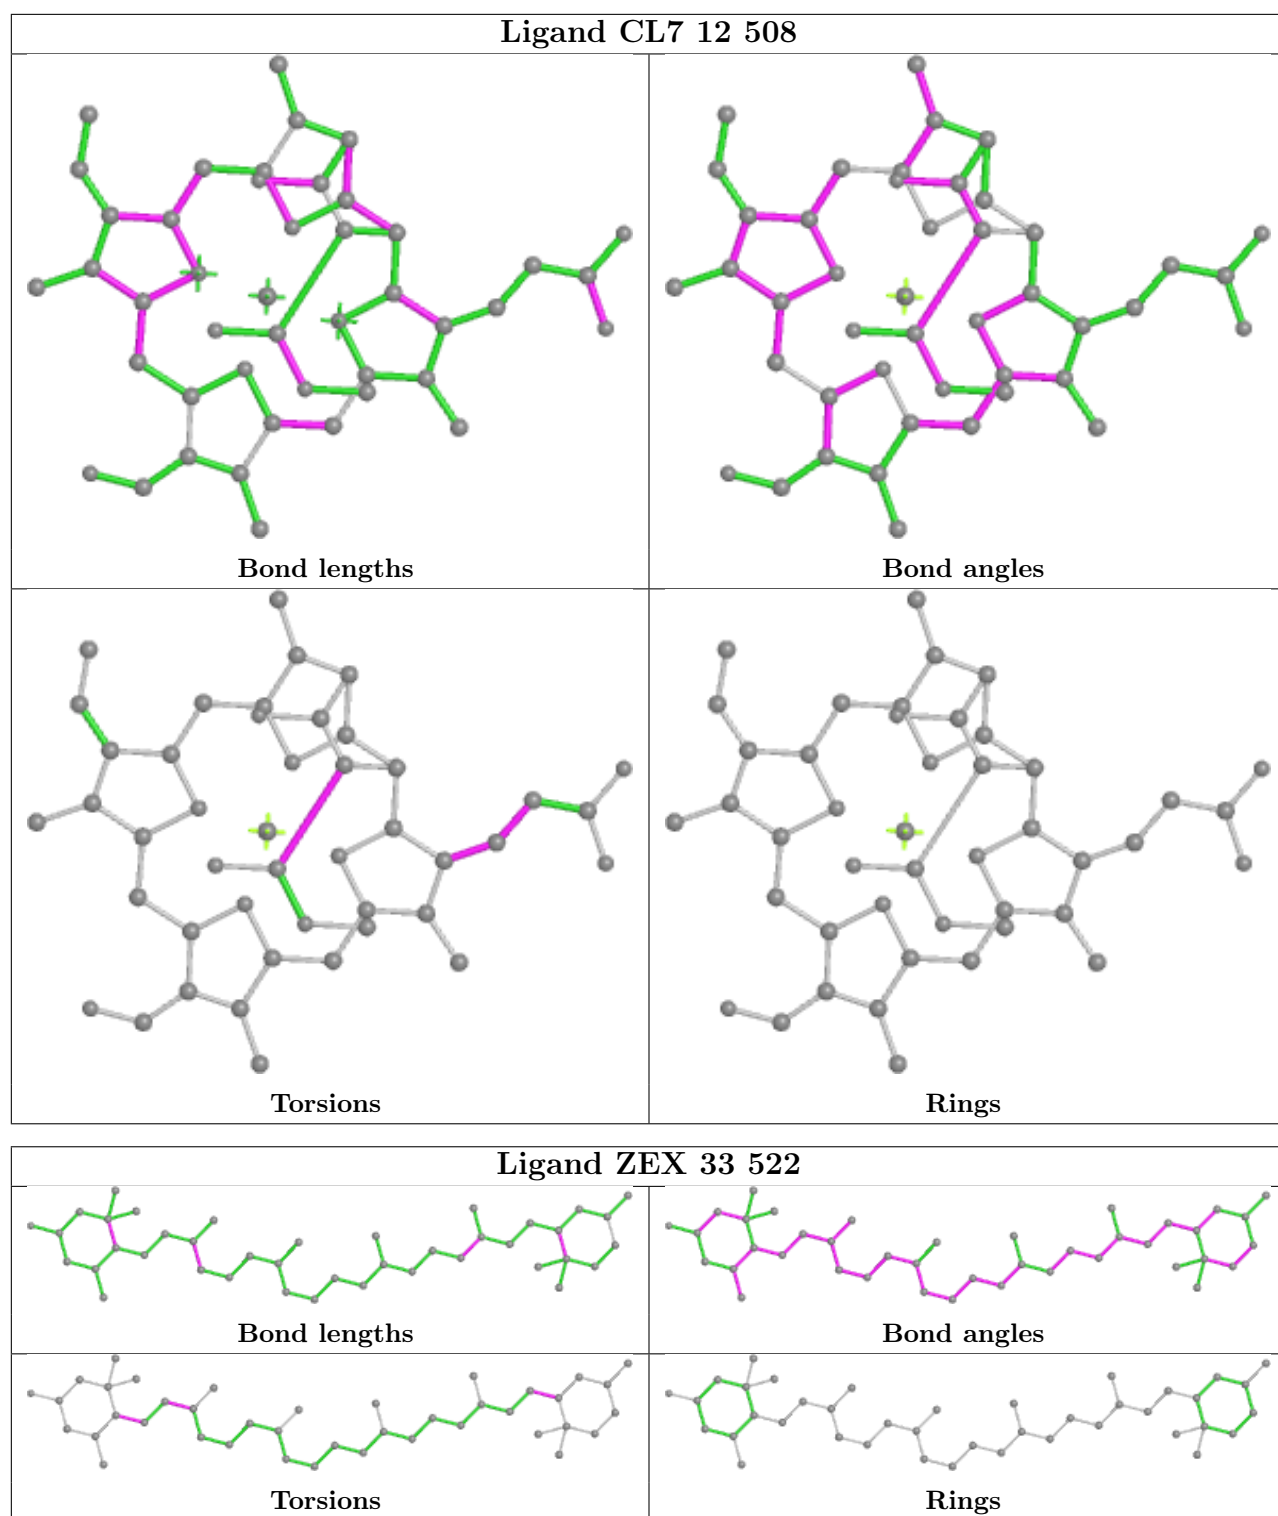 Ligand CL7 12 508
Bond lengths
Bond angles
Torsions
Rings
Ligand ZEX 33 522
Bond lengths
Bond angles
Torsions
Rings